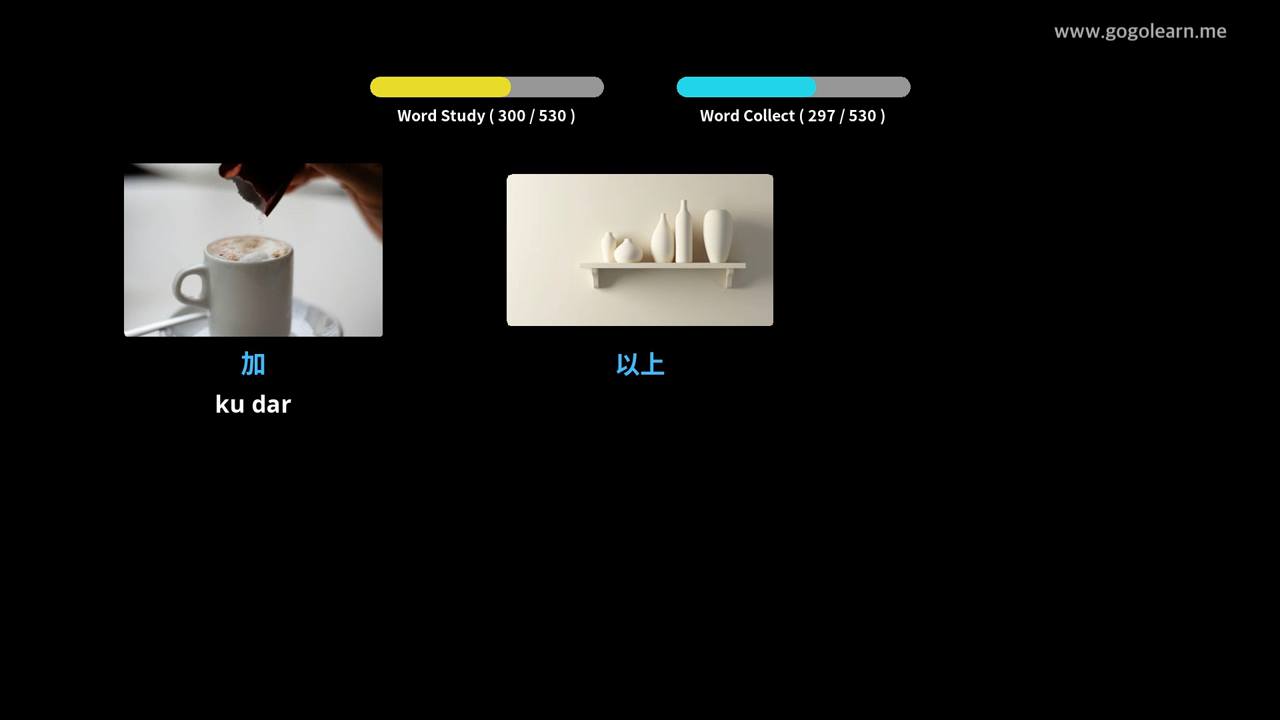 www.gogolearn.me
Word Study ( 300 / 530 )
Word Collect ( 297 / 530 )
加
以上
ku dar